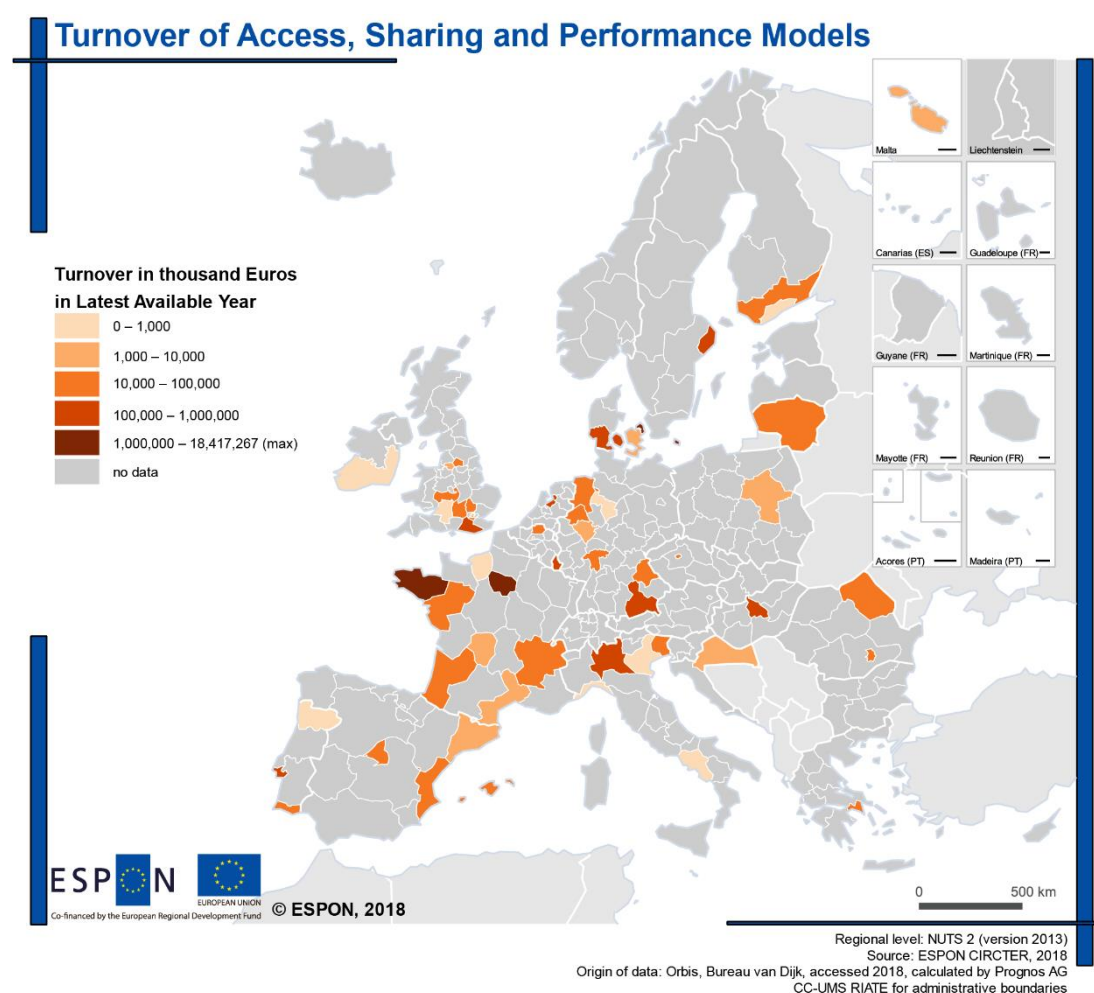 Turnover of Access, Sharing and Performance Models
Malta
Liechtenstein
Canarias (ES)
Guadeloupe (FR)
Guyane (FR)
Martinique (FR)
Mayotte (FR)
Reunion (FR)
Acores (PT)
Madeira (PT)
Turnover in thousand Euros
in Latest Available Year
0 – 1,000
1,000 – 10,000
10,000 – 100,000
100,000 – 1,000,000
1,000,000 – 18,417,267 (max)
no data
ESPON
EUROPEAN UNION
Co-financed by the European Regional Development Fund
© ESPON, 2018
0 500 km
Regional level: NUTS 2 (version 2013)
Source: ESPON CIRCTER, 2018
Origin of data: Orbis, Bureau van Dijk, accessed 2018, calculated by Prognos AG
CC-UMS RIATE for administrative boundaries